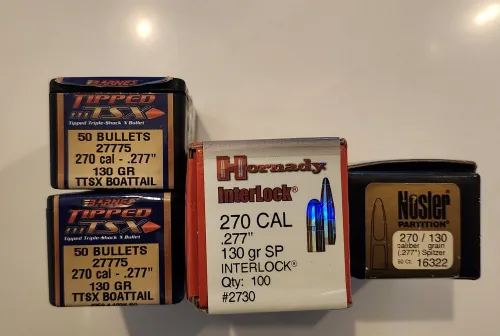 BARNES
TIPPED
TSX
Tipped Triple-Shock X Bullet
50 BULLETS
27775
270 cal - .277"
130 GR
TTSX BOATTAIL
BARNES
TIPPED
TSX
Tipped Triple-Shock X Bullet
50 BULLETS
27775
270 cal - .277"
130 GR
TTSX BOATTAIL
Hornady
InterLock®
270 CAL
.277"
130 gr SP
INTERLOCK®
Qty: 100
#2730
Nosler
PARTITION®
270 / 130
caliber grain
(.277") Spitzer
50 Ct. 16322